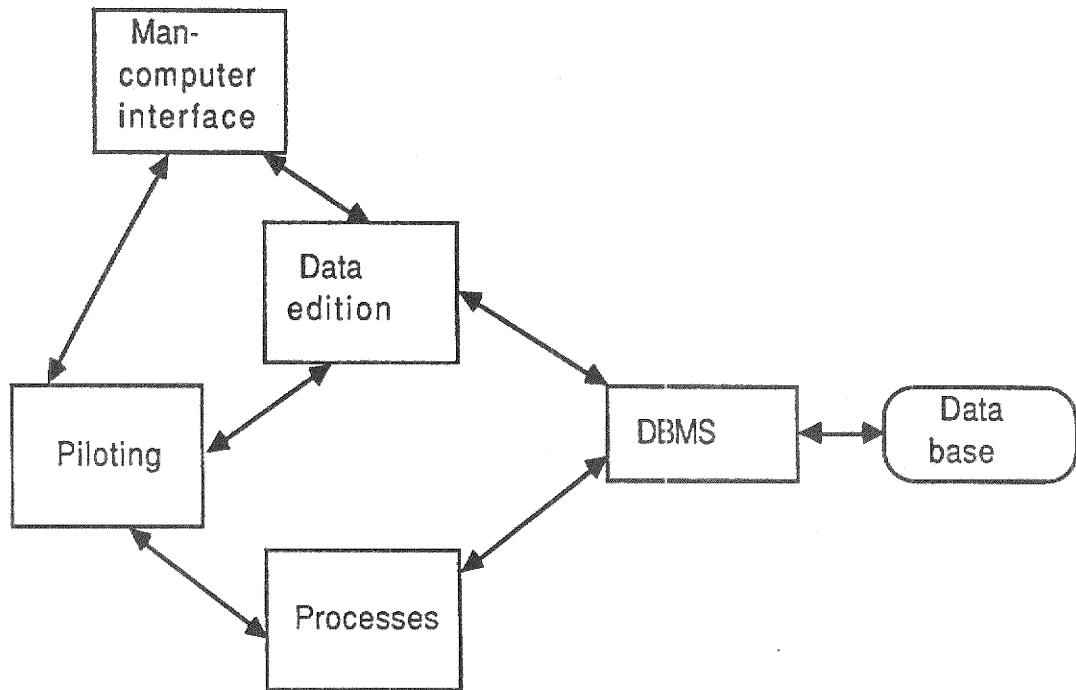 Man-
computer
interface
Data
edition
Piloting
DBMS
Data
base
Processes